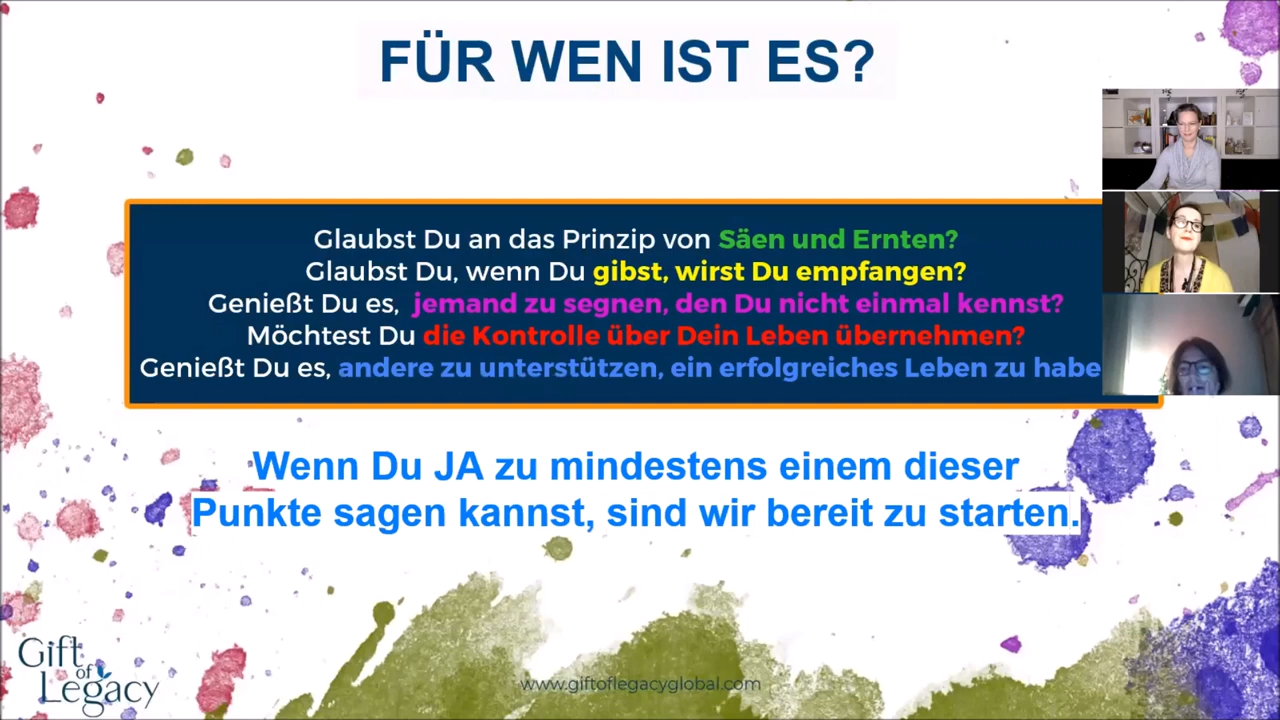 FÜR WEN IST ES?
Glaubst Du an das Prinzip von Säen und Ernten?
Glaubst Du, wenn Du gibst, wirst Du empfangen?
Genießt Du es, jemand zu segnen, den Du nicht einmal kennst?
Möchtest Du die Kontrolle über Dein Leben übernehmen?
Genießt Du es, andere zu unterstützen, ein erfolgreiches Leben zu habe
Wenn Du JA zu mindestens einem dieser
Punkte sagen kannst, sind wir bereit zu starten.
Gift
of
Legacy
www.giftoflegacyglobal.com